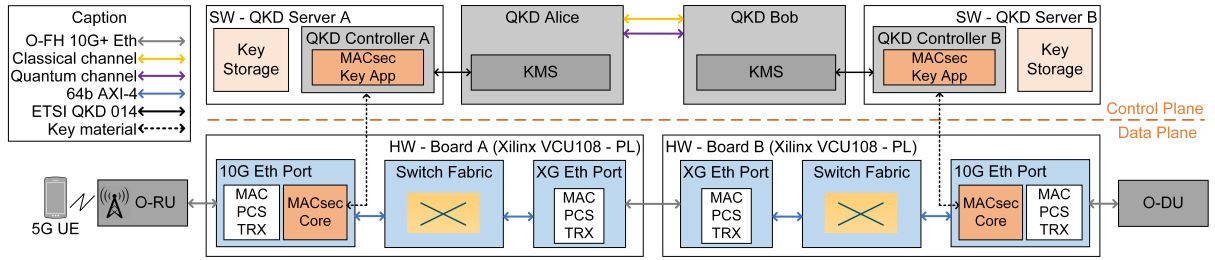 Caption
O-FH 10G+ Eth
Classical channel
Quantum channel
64b AXI-4
ETSI QKD 014
Key material
SW - QKD Server A
Key
Storage
QKD Controller A
MACsec
Key App
QKD Alice
KMS
QKD Bob
KMS
SW - QKD Server B
QKD Controller B
MACsec
Key App
Key
Storage
Control Plane
Data Plane
HW - Board A (Xilinx VCU108 - PL)
10G Eth Port
MAC
PCS
TRX
MACsec
Core
Switch Fabric
XG Eth Port
MAC
PCS
TRX
HW - Board B (Xilinx VCU108 - PL)
XG Eth Port
MAC
PCS
TRX
Switch Fabric
10G Eth Port
MACsec
Core
MAC
PCS
TRX
5G UE
O-RU
O-DU